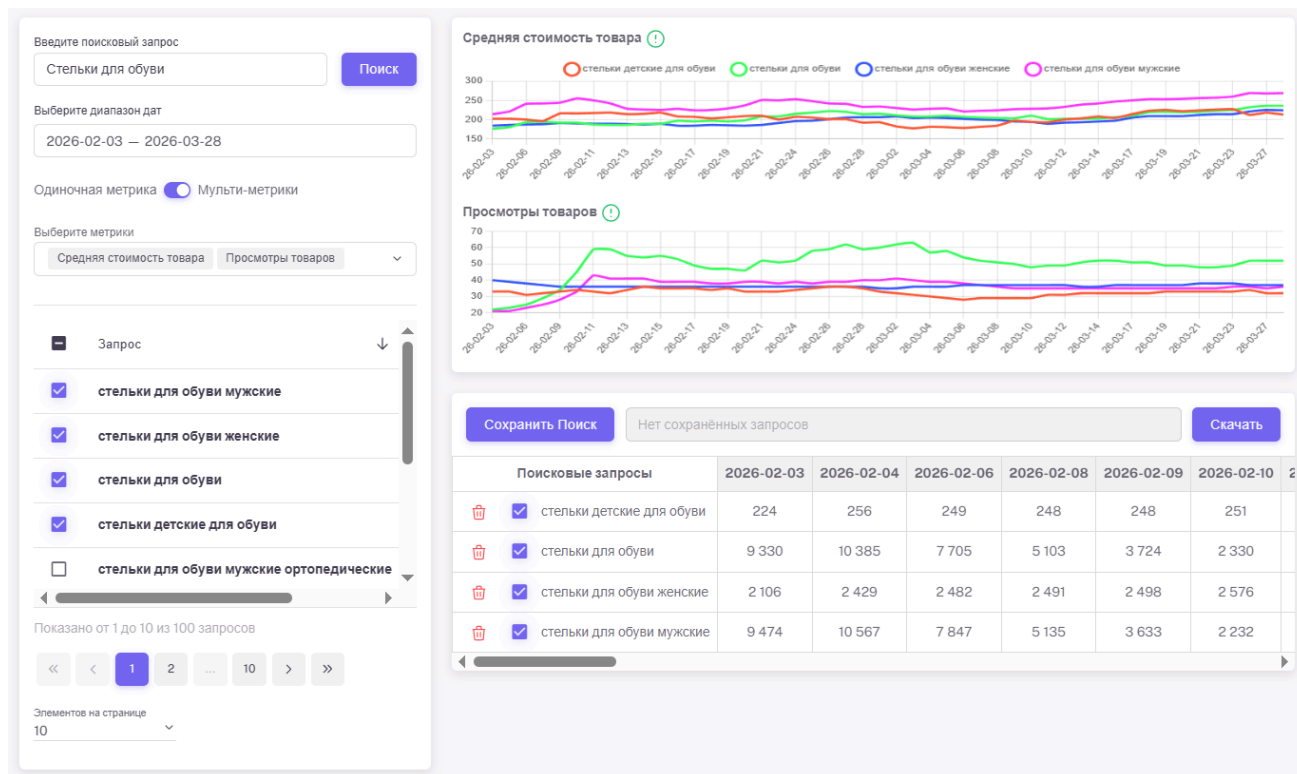 Введите поисковый запрос
Стельки для обуви
Поиск
Выберите диапазон дат
2026-02-03 — 2026-03-28
Одиночная метрика Мульти-метрики
Выберите метрики
Средняя стоимость товара Просмотры товаров
Запрос
стельки для обуви мужские
стельки для обуви женские
стельки для обуви
стельки детские для обуви
стельки для обуви мужские ортопедические
Показано от 1 до 10 из 100 запросов
« < 1 2 ... 10 > »
Элементов на странице
10
Средняя стоимость товара
стельки детские для обуви стельки для обуви стельки для обуви женские стельки для обуви мужские
300
250
200
150
26-02-03 26-02-06 26-02-09 26-02-11 26-02-13 26-02-15 26-02-17 26-02-19 26-02-21 26-02-24 26-02-26 26-02-28 26-03-02 26-03-04 26-03-06 26-03-08 26-03-10 26-03-12 26-03-14 26-03-17 26-03-19 26-03-21 26-03-23 26-03-27
Просмотры товаров
70
60
50
40
30
20
26-02-03 26-02-06 26-02-09 26-02-11 26-02-13 26-02-15 26-02-17 26-02-19 26-02-21 26-02-24 26-02-26 26-02-28 26-03-02 26-03-04 26-03-06 26-03-08 26-03-10 26-03-12 26-03-14 26-03-17 26-03-19 26-03-21 26-03-23 26-03-27
Сохранить Поиск Нет сохранённых запросов Скачать
Поисковые запросы 2026-02-03 2026-02-04 2026-02-06 2026-02-08 2026-02-09 2026-02-10 2
стельки детские для обуви 224 256 249 248 248 251
стельки для обуви 9 330 10 385 7 705 5 103 3 724 2 330
стельки для обуви женские 2 106 2 429 2 482 2 491 2 498 2 576
стельки для обуви мужские 9 474 10 567 7 847 5 135 3 633 2 232